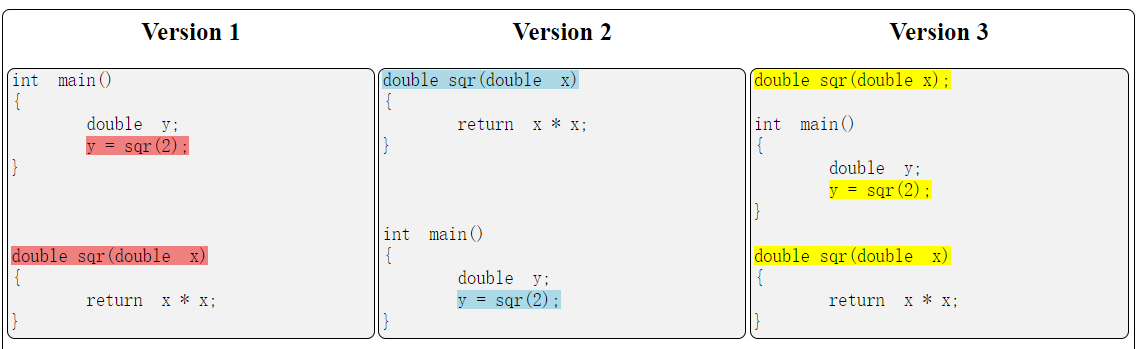 Version 1
int  main()
{
double  y;
y = sqr(2);
}
double sqr(double  x)
{
return  x * x;
}
Version 2
double sqr(double  x)
{
return  x * x;
}
int  main()
{
double  y;
y = sqr(2);
}
Version 3
double sqr(double x);
int  main()
{
double  y;
y = sqr(2);
}
double sqr(double  x)
{
return  x * x;
}